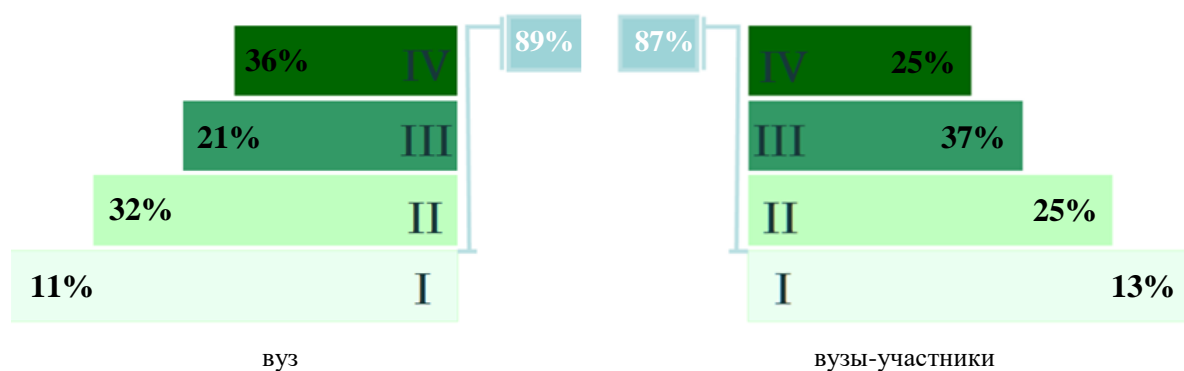 89% 87%
36% IV IV 25%
21% III III 37%
32% II II 25%
11% I I 13%
вуз вузы-участники